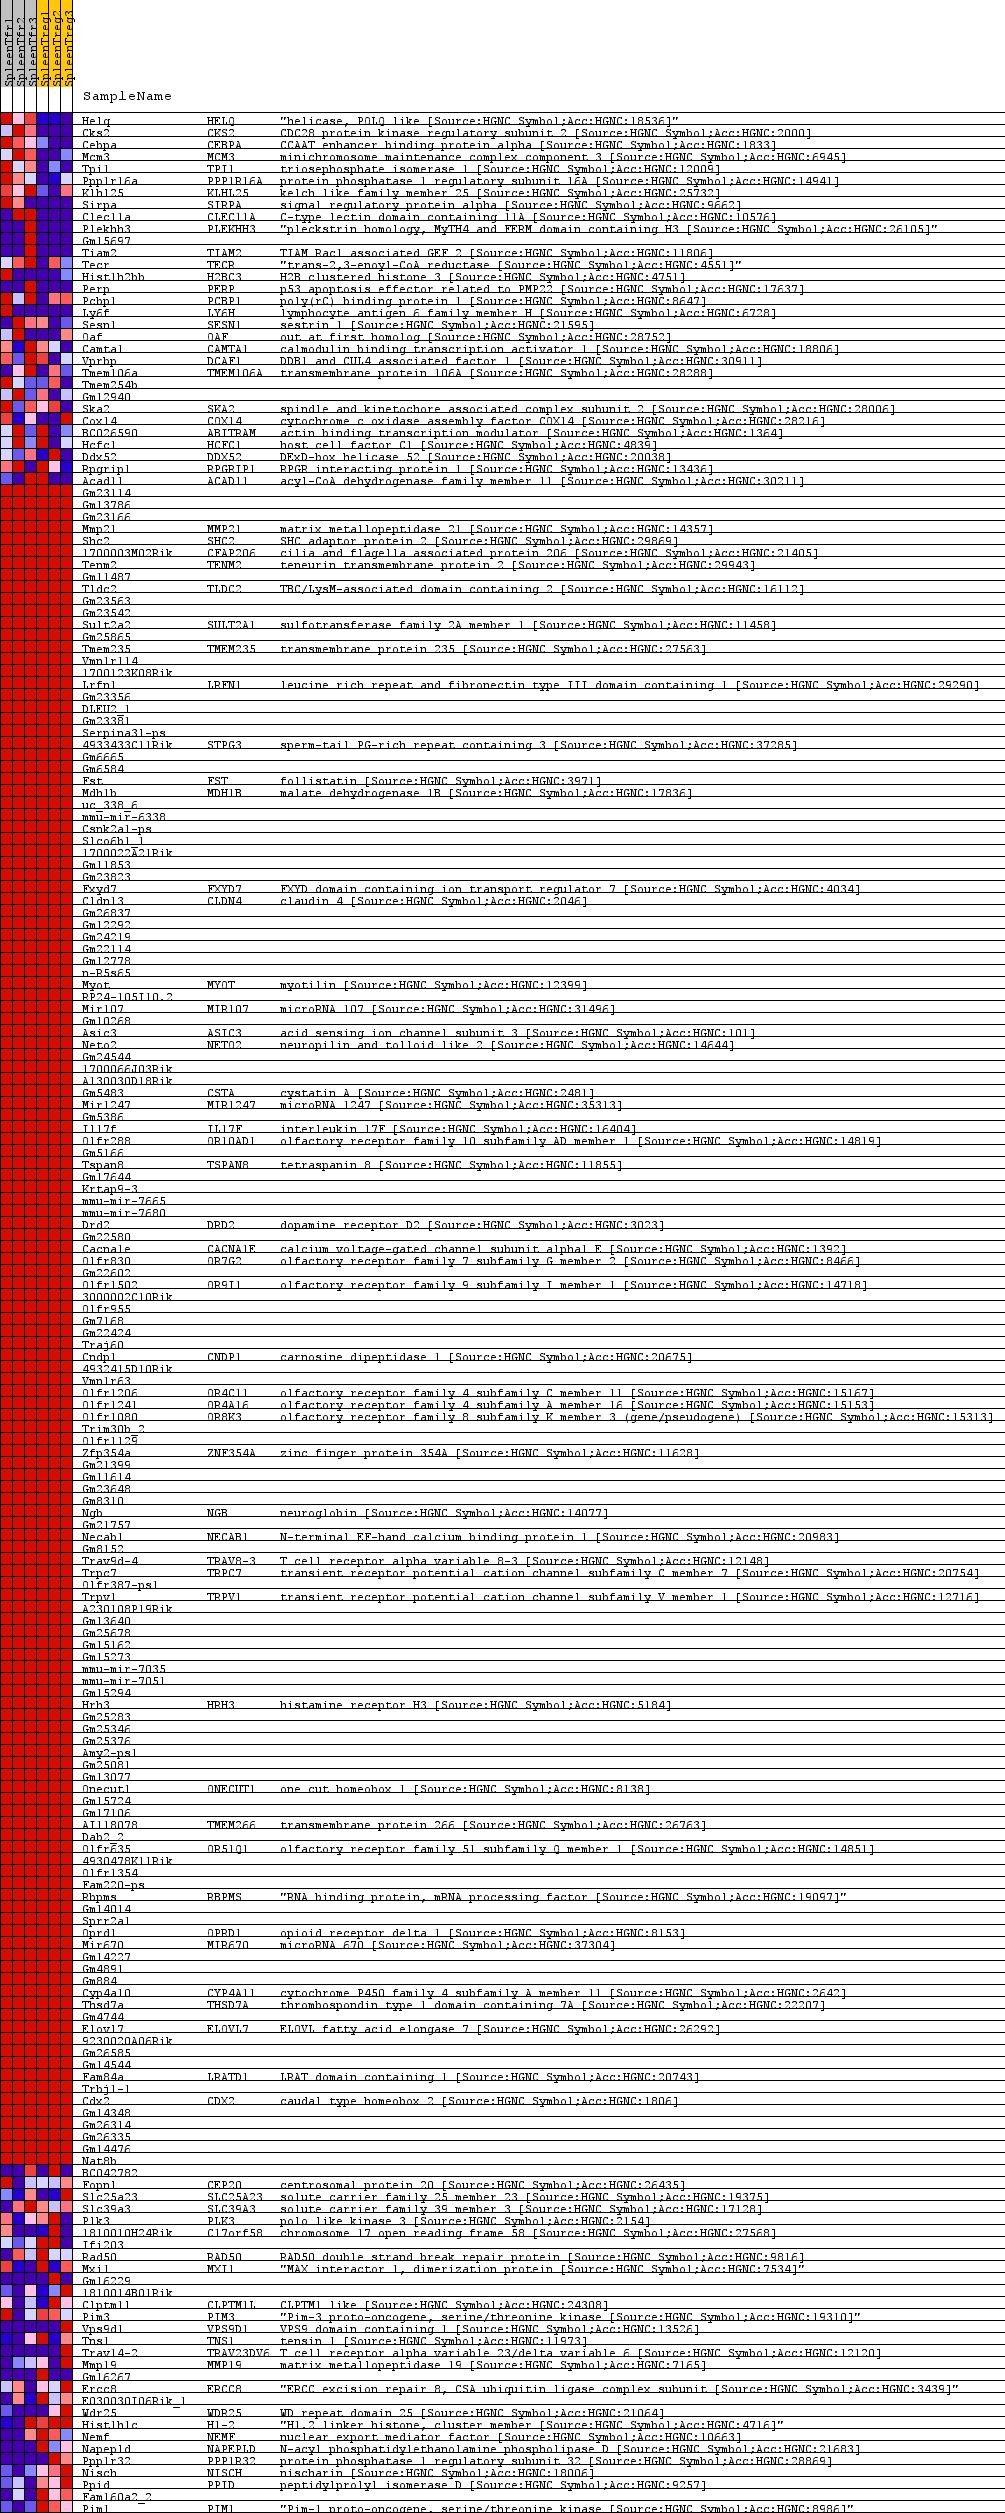 SpleenTfr1
SpleenTfr2
SpleenTfr3
SpleenTreg1
SpleenTreg2
SpleenTreg3
SampleName
Helq HELQ "helicase, POLQ like [Source:HGNC Symbol;Acc:HGNC:18536]"
Cks2 CKS2 CDC28 protein kinase regulatory subunit 2 [Source:HGNC Symbol;Acc:HGNC:2000]
Cebpa CEBPA CCAAT enhancer binding protein alpha [Source:HGNC Symbol;Acc:HGNC:1833]
Mcm3 MCM3 minichromosome maintenance complex component 3 [Source:HGNC Symbol;Acc:HGNC:6945]
Tpi1 TPI1 triosephosphate isomerase 1 [Source:HGNC Symbol;Acc:HGNC:12009]
Ppp1r16a PPP1R16A protein phosphatase 1 regulatory subunit 16A [Source:HGNC Symbol;Acc:HGNC:14941]
Klhl25 KLHL25 kelch like family member 25 [Source:HGNC Symbol;Acc:HGNC:25732]
Sirpa SIRPA signal regulatory protein alpha [Source:HGNC Symbol;Acc:HGNC:9662]
Clec11a CLEC11A C-type lectin domain containing 11A [Source:HGNC Symbol;Acc:HGNC:10576]
Plekhh3 PLEKHH3 "pleckstrin homology, MyTH4 and FERM domain containing H3 [Source:HGNC Symbol;Acc:HGNC:26105]"
Gm15697
Tiam2 TIAM2 TIAM Rac1 associated GEF 2 [Source:HGNC Symbol;Acc:HGNC:11806]
Tecr TECR "trans-2,3-enoyl-CoA reductase [Source:HGNC Symbol;Acc:HGNC:4551]"
Hist1h2bb H2BC3 H2B clustered histone 3 [Source:HGNC Symbol;Acc:HGNC:4751]
Perp PERP p53 apoptosis effector related to PMP22 [Source:HGNC Symbol;Acc:HGNC:17637]
Pcbp1 PCBP1 poly(rC) binding protein 1 [Source:HGNC Symbol;Acc:HGNC:8647]
Ly6f LY6H lymphocyte antigen 6 family member H [Source:HGNC Symbol;Acc:HGNC:6728]
Sesn1 SESN1 sestrin 1 [Source:HGNC Symbol;Acc:HGNC:21595]
Oaf OAF out at first homolog [Source:HGNC Symbol;Acc:HGNC:28752]
Camta1 CAMTA1 calmodulin binding transcription activator 1 [Source:HGNC Symbol;Acc:HGNC:18806]
Vprbp DCAF1 DDB1 and CUL4 associated factor 1 [Source:HGNC Symbol;Acc:HGNC:30911]
Tmem106a TMEM106A transmembrane protein 106A [Source:HGNC Symbol;Acc:HGNC:28288]
Tmem254b
Gm12940
Ska2 SKA2 spindle and kinetochore associated complex subunit 2 [Source:HGNC Symbol;Acc:HGNC:28006]
Cox14 COX14 cytochrome c oxidase assembly factor COX14 [Source:HGNC Symbol;Acc:HGNC:28216]
BC026590 ABITRAM actin binding transcription modulator [Source:HGNC Symbol;Acc:HGNC:1364]
Hcfc1 HCFC1 host cell factor C1 [Source:HGNC Symbol;Acc:HGNC:4839]
Ddx52 DDX52 DExD-box helicase 52 [Source:HGNC Symbol;Acc:HGNC:20038]
Rpgrip1 RPGRIP1 RPGR interacting protein 1 [Source:HGNC Symbol;Acc:HGNC:13436]
Acad11 ACAD11 acyl-CoA dehydrogenase family member 11 [Source:HGNC Symbol;Acc:HGNC:30211]
Gm23114
Gm13786
Gm23166
Mmp21 MMP21 matrix metallopeptidase 21 [Source:HGNC Symbol;Acc:HGNC:14357]
Shc2 SHC2 SHC adaptor protein 2 [Source:HGNC Symbol;Acc:HGNC:29869]
1700003M02Rik CFAP206 cilia and flagella associated protein 206 [Source:HGNC Symbol;Acc:HGNC:21405]
Tenm2 TENM2 teneurin transmembrane protein 2 [Source:HGNC Symbol;Acc:HGNC:29943]
Gm11487
Tldc2 TLDC2 TBC/LysM-associated domain containing 2 [Source:HGNC Symbol;Acc:HGNC:16112]
Gm23563
Gm23542
Sult2a2 SULT2A1 sulfotransferase family 2A member 1 [Source:HGNC Symbol;Acc:HGNC:11458]
Gm25865
Tmem235 TMEM235 transmembrane protein 235 [Source:HGNC Symbol;Acc:HGNC:27563]
Vmn1r114
1700123K08Rik
Lrfn1 LRFN1 leucine rich repeat and fibronectin type III domain containing 1 [Source:HGNC Symbol;Acc:HGNC:29290]
Gm23356
DLEU2_1
Gm23381
Serpina3i-ps
4933433C11Rik STPG3 sperm-tail PG-rich repeat containing 3 [Source:HGNC Symbol;Acc:HGNC:37285]
Gm6665
Gm6584
Fst FST follistatin [Source:HGNC Symbol;Acc:HGNC:3971]
Mdh1b MDH1B malate dehydrogenase 1B [Source:HGNC Symbol;Acc:HGNC:17836]
uc_338_6
mmu-mir-6338
Csnk2a1-ps
Slco6b1_1
1700022A21Rik
Gm11853
Gm23823
Fxyd7 FXYD7 FXYD domain containing ion transport regulator 7 [Source:HGNC Symbol;Acc:HGNC:4034]
Cldn13 CLDN4 claudin 4 [Source:HGNC Symbol;Acc:HGNC:2046]
Gm26837
Gm12292
Gm24219
Gm22114
Gm12778
n-R5s65
Myot MYOT myotilin [Source:HGNC Symbol;Acc:HGNC:12399]
RP24-105I10.2
Mir107 MIR107 microRNA 107 [Source:HGNC Symbol;Acc:HGNC:31496]
Gm10268
Asic3 ASIC3 acid sensing ion channel subunit 3 [Source:HGNC Symbol;Acc:HGNC:101]
Neto2 NETO2 neuropilin and tolloid like 2 [Source:HGNC Symbol;Acc:HGNC:14644]
Gm24544
1700066J03Rik
A130030D18Rik
Gm5483 CSTA cystatin A [Source:HGNC Symbol;Acc:HGNC:2481]
Mir1247 MIR1247 microRNA 1247 [Source:HGNC Symbol;Acc:HGNC:35313]
Gm5386
Il17f IL17F interleukin 17F [Source:HGNC Symbol;Acc:HGNC:16404]
Olfr288 OR10AD1 olfactory receptor family 10 subfamily AD member 1 [Source:HGNC Symbol;Acc:HGNC:14819]
Gm5166
Tspan8 TSPAN8 tetraspanin 8 [Source:HGNC Symbol;Acc:HGNC:11855]
Gm17644
Krtap9-3
mmu-mir-7665
mmu-mir-7680
Drd2 DRD2 dopamine receptor D2 [Source:HGNC Symbol;Acc:HGNC:3023]
Gm22580
Cacna1e CACNA1E calcium voltage-gated channel subunit alpha1 E [Source:HGNC Symbol;Acc:HGNC:1392]
Olfr830 OR7G2 olfactory receptor family 7 subfamily G member 2 [Source:HGNC Symbol;Acc:HGNC:8466]
Gm22602
Olfr1502 OR9I1 olfactory receptor family 9 subfamily I member 1 [Source:HGNC Symbol;Acc:HGNC:14718]
3000002C10Rik
Olfr955
Gm7168
Gm22424
Traj60
Cndp1 CNDP1 carnosine dipeptidase 1 [Source:HGNC Symbol;Acc:HGNC:20675]
4932415D10Rik
Vmn1r63
Olfr1206 OR4C11 olfactory receptor family 4 subfamily C member 11 [Source:HGNC Symbol;Acc:HGNC:15167]
Olfr1241 OR4A16 olfactory receptor family 4 subfamily A member 16 [Source:HGNC Symbol;Acc:HGNC:15153]
Olfr1080 OR8K3 olfactory receptor family 8 subfamily K member 3 (gene/pseudogene) [Source:HGNC Symbol;Acc:HGNC:15313]
Trim30b_2
Olfr1129
Zfp354a ZNF354A zinc finger protein 354A [Source:HGNC Symbol;Acc:HGNC:11628]
Gm21399
Gm11614
Gm23648
Gm8310
Ngb NGB neuroglobin [Source:HGNC Symbol;Acc:HGNC:14077]
Gm21757
Necab1 NECAB1 N-terminal EF-hand calcium binding protein 1 [Source:HGNC Symbol;Acc:HGNC:20983]
Gm8152
Trav9d-4 TRAV8-3 T cell receptor alpha variable 8-3 [Source:HGNC Symbol;Acc:HGNC:12148]
Trpc7 TRPC7 transient receptor potential cation channel subfamily C member 7 [Source:HGNC Symbol;Acc:HGNC:20754]
Olfr387-ps1
Trpv1 TRPV1 transient receptor potential cation channel subfamily V member 1 [Source:HGNC Symbol;Acc:HGNC:12716]
A230108P19Rik
Gm13640
Gm25678
Gm15162
Gm15273
mmu-mir-7035
mmu-mir-7051
Gm15294
Hrh3 HRH3 histamine receptor H3 [Source:HGNC Symbol;Acc:HGNC:5184]
Gm25283
Gm25346
Gm25376
Amy2-ps1
Gm25081
Gm13077
Onecut1 ONECUT1 one cut homeobox 1 [Source:HGNC Symbol;Acc:HGNC:8138]
Gm15724
Gm17106
AI118078 TMEM266 transmembrane protein 266 [Source:HGNC Symbol;Acc:HGNC:26763]
Dab2_2
Olfr635 OR51Q1 olfactory receptor family 51 subfamily Q member 1 [Source:HGNC Symbol;Acc:HGNC:14851]
4930478K11Rik
Olfr1354
Fam220-ps
Rbpms RBPMS "RNA binding protein, mRNA processing factor [Source:HGNC Symbol;Acc:HGNC:19097]"
Gm14014
Sprr2a1
Oprd1 OPRD1 opioid receptor delta 1 [Source:HGNC Symbol;Acc:HGNC:8153]
Mir670 MIR670 microRNA 670 [Source:HGNC Symbol;Acc:HGNC:37304]
Gm14227
Gm4891
Gm884
Cyp4a10 CYP4A11 cytochrome P450 family 4 subfamily A member 11 [Source:HGNC Symbol;Acc:HGNC:2642]
Thsd7a THSD7A thrombospondin type 1 domain containing 7A [Source:HGNC Symbol;Acc:HGNC:22207]
Gm4744
Elovl7 ELOVL7 ELOVL fatty acid elongase 7 [Source:HGNC Symbol;Acc:HGNC:26292]
9230020A06Rik
Gm26585
Gm14544
Fam84a LRATD1 LRAT domain containing 1 [Source:HGNC Symbol;Acc:HGNC:20743]
Trbj1-1
Cdx2 CDX2 caudal type homeobox 2 [Source:HGNC Symbol;Acc:HGNC:1806]
Gm14348
Gm26314
Gm26335
Gm14476
Nat8b
BC042782
Fopnl CEP20 centrosomal protein 20 [Source:HGNC Symbol;Acc:HGNC:26435]
Slc25a23 SLC25A23 solute carrier family 25 member 23 [Source:HGNC Symbol;Acc:HGNC:19375]
Slc39a3 SLC39A3 solute carrier family 39 member 3 [Source:HGNC Symbol;Acc:HGNC:17128]
Plk3 PLK3 polo like kinase 3 [Source:HGNC Symbol;Acc:HGNC:2154]
1810010H24Rik C17orf58 chromosome 17 open reading frame 58 [Source:HGNC Symbol;Acc:HGNC:27568]
Ifi203
Rad50 RAD50 RAD50 double strand break repair protein [Source:HGNC Symbol;Acc:HGNC:9816]
Mxi1 MXI1 "MAX interactor 1, dimerization protein [Source:HGNC Symbol;Acc:HGNC:7534]"
Gm16229
1810014B01Rik
Clptm1l CLPTM1L CLPTM1 like [Source:HGNC Symbol;Acc:HGNC:24308]
Pim3 PIM3 "Pim-3 proto-oncogene, serine/threonine kinase [Source:HGNC Symbol;Acc:HGNC:19310]"
Vps9d1 VPS9D1 VPS9 domain containing 1 [Source:HGNC Symbol;Acc:HGNC:13526]
Tns1 TNS1 tensin 1 [Source:HGNC Symbol;Acc:HGNC:11973]
Trav14-2 TRAV23DV6 T cell receptor alpha variable 23/delta variable 6 [Source:HGNC Symbol;Acc:HGNC:12120]
Mmp19 MMP19 matrix metallopeptidase 19 [Source:HGNC Symbol;Acc:HGNC:7165]
Gm16267
Ercc8 ERCC8 "ERCC excision repair 8, CSA ubiquitin ligase complex subunit [Source:HGNC Symbol;Acc:HGNC:3439]"
E030030I06Rik_1
Wdr25 WDR25 WD repeat domain 25 [Source:HGNC Symbol;Acc:HGNC:21064]
Hist1h1c H1-2 "H1.2 linker histone, cluster member [Source:HGNC Symbol;Acc:HGNC:4716]"
Nemf NEMF nuclear export mediator factor [Source:HGNC Symbol;Acc:HGNC:10663]
Napepld NAPEPLD N-acyl phosphatidylethanolamine phospholipase D [Source:HGNC Symbol;Acc:HGNC:21683]
Ppp1r32 PPP1R32 protein phosphatase 1 regulatory subunit 32 [Source:HGNC Symbol;Acc:HGNC:28869]
Nisch NISCH nischarin [Source:HGNC Symbol;Acc:HGNC:18006]
Ppid PPID peptidylprolyl isomerase D [Source:HGNC Symbol;Acc:HGNC:9257]
Fam160a2_2
Pim1 PIM1 "Pim-1 proto-oncogene, serine/threonine kinase [Source:HGNC Symbol;Acc:HGNC:8986]"